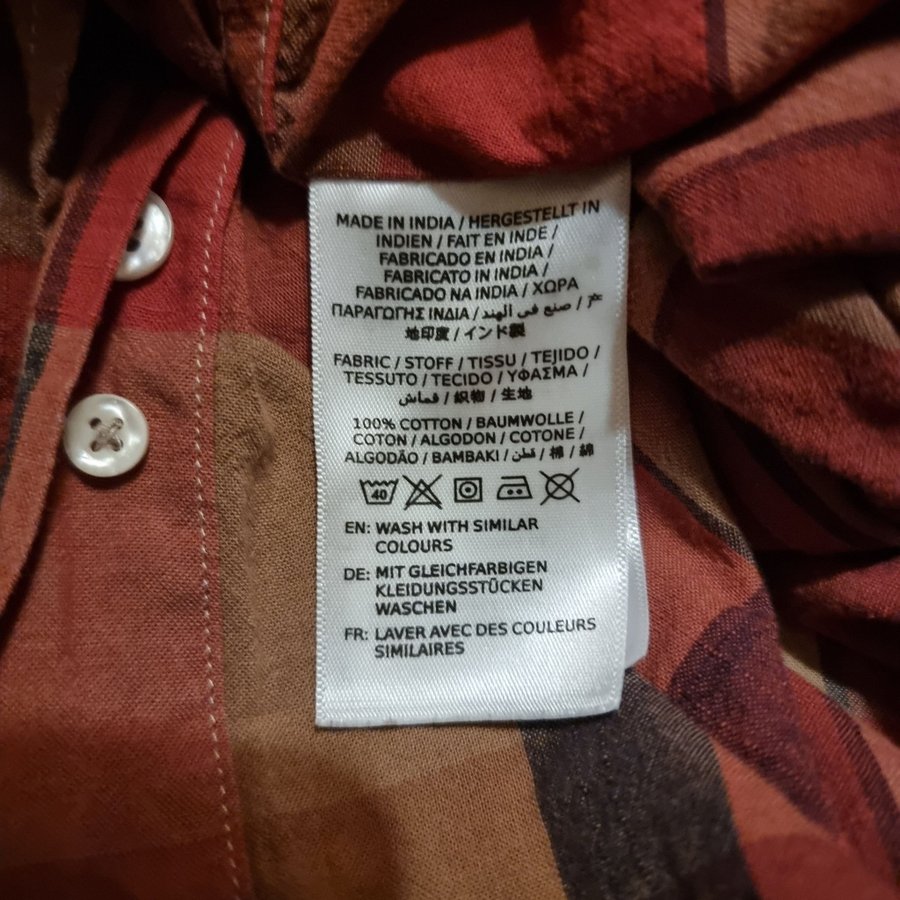 MADE IN INDIA / HERGESTELLT IN
INDIEN / FAIT EN INDE /
FABRICADO EN INDIA /
FABRICATO IN INDIA /
FABRICADO NA INDIA / ΧΩΡΑ
ΠΑΡΑΓΩΓΗΣ ΙΝΔΙΑ / صنع في الهند /
地印度 / インド製
FABRIC / STOFF / TISSU / TEJIDO /
TESSUTO / TECIDO / ΥΦΑΣΜΑ /
قماش / 织物 / 生地
100% COTTON / BAUMWOLLE /
COTON / ALGODON / COTONE /
ALGODÃO / BAMBAKI / قطن / 棉 / 綿
40
EN: WASH WITH SIMILAR
COLOURS
DE: MIT GLEICHFARBIGEN
KLEIDUNGSSTÜCKEN
WASCHEN
FR: LAVER AVEC DES COULEURS
SIMILAIRES